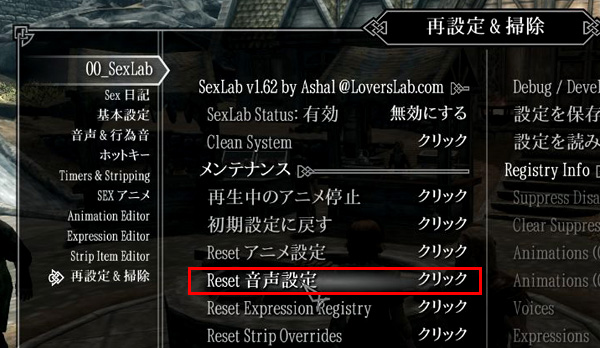 再設定 & 掃除
00_SexLab
Sex 日記
基本設定
音声 & 行為音
ホットキー
Timers & Stripping
SEX アニメ
Animation Editor
Expression Editor
Strip Item Editor
再設定 & 掃除
SexLab v1.62 by Ashal @LoversLab.com
SexLab Status: 有効 無効にする
Clean System クリック
メンテナンス
再生中のアニメ停止 クリック
初期設定に戻す クリック
Reset アニメ設定 クリック
Reset 音声設定 クリック
Reset Expression Registry クリック
Reset Strip Overrides クリック
Debug / Devel
設定を保存
設定を読み
Registry Info
Suppress Disa
Clear Suppres
Animations (C
Animations (C
Voices
Expressions